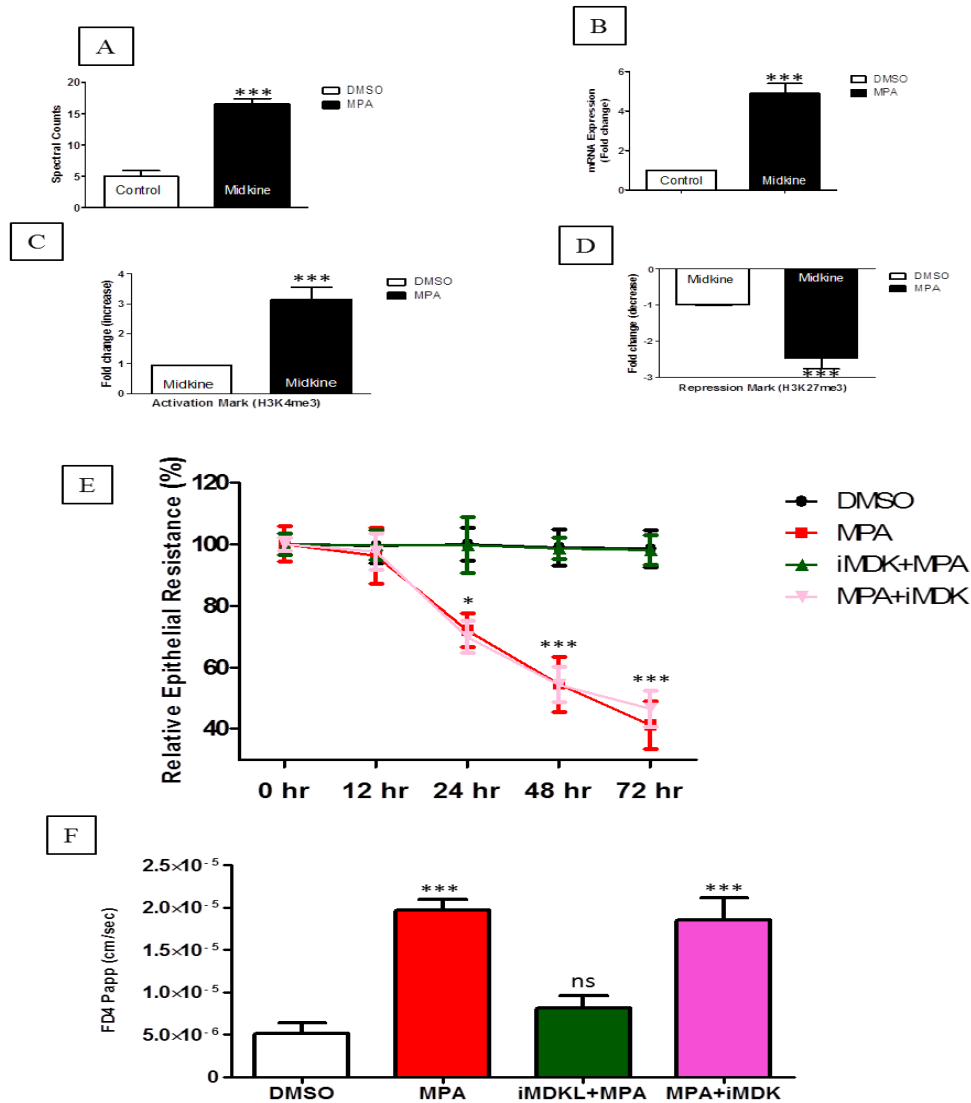 A
20
15
10
5
0
Spectral Counts
***
Control
Midkine
DMSO
MPA
B
6
4
2
0
mRNA Expression
(Fold change)
***
Control
Midkine
DMSO
MPA
C
4
3
2
1
0
Fold change (increase)
***
Midkine
Midkine
DMSO
MPA
Activation Mark (H3K4me3)
D
0
-1
-2
-3
Fold change (decrease)
Midkine
Midkine
***
DMSO
MPA
Repression Mark (H3K27me3)
E
Relative Epithelial Resistance (%)
120
100
80
60
40
*
***
***
0 hr 12 hr 24 hr 48 hr 72 hr
DMSO
MPA
iMDK+MPA
MPA+iMDK
F
FD4 Papp (cm/sec)
2.5×10⁻⁵
2.0×10⁻⁵
1.5×10⁻⁵
1.0×10⁻⁵
5.0×10⁻⁶
0
***
ns
***
DMSO MPA iMDKL+MPA MPA+iMDK